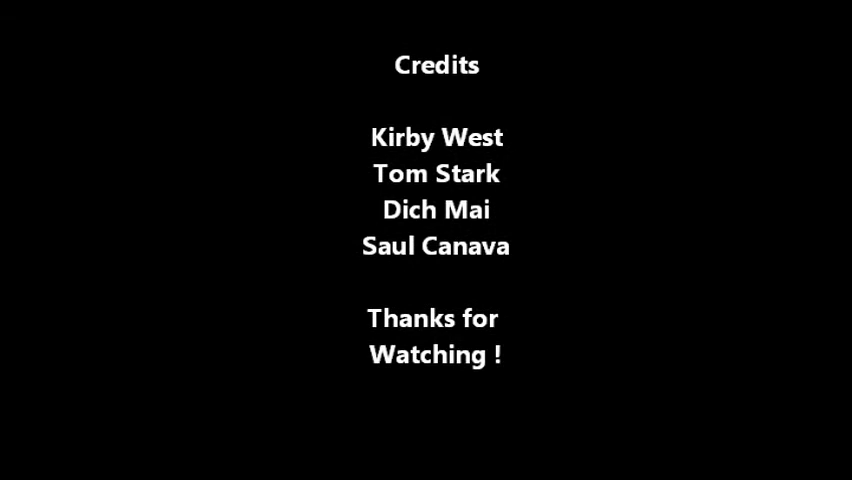 Credits
Kirby West
Tom Stark
Dich Mai
Saul Canava
Thanks for
Watching !